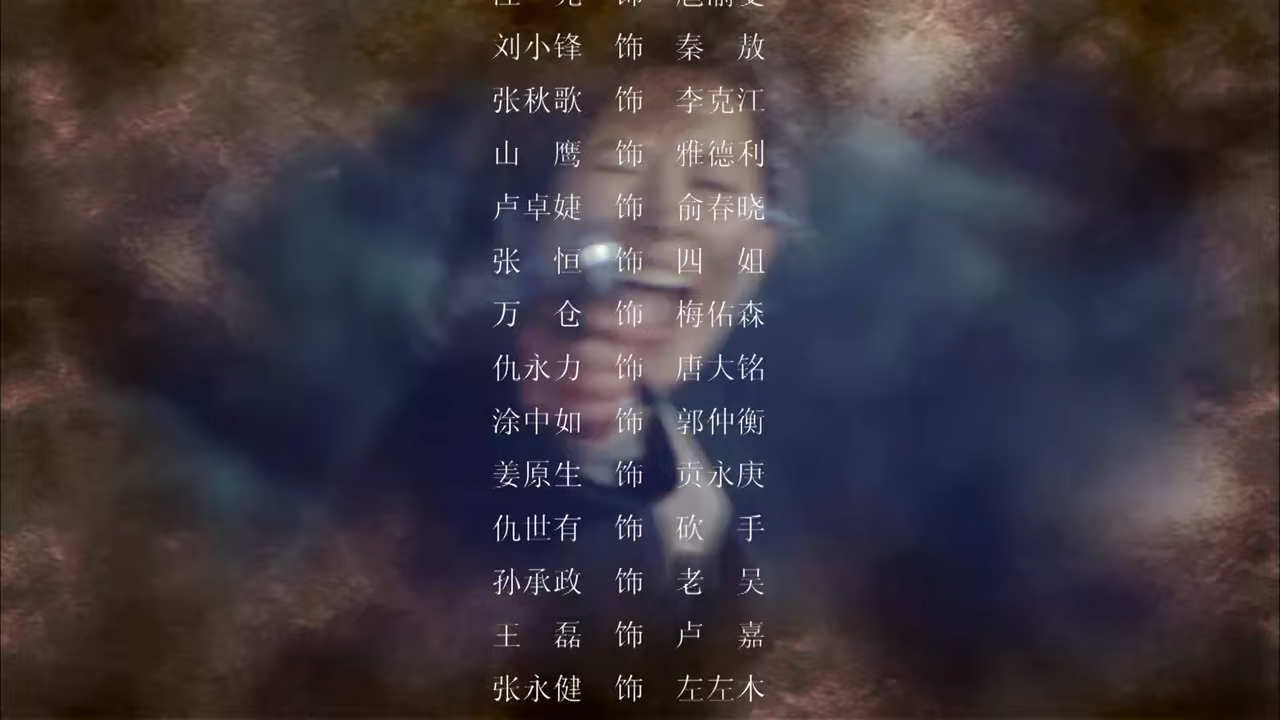 刘小锋 饰 秦 敖
张秋歌 饰 李克江
山 鹰 饰 雅德利
卢卓婕 饰 俞春晓
张 恒 饰 四 姐
万 仓 饰 梅佑森
仇永力 饰 唐大铭
涂中如 饰 郭仲衡
姜原生 饰 贡永庚
仇世有 饰 砍 手
孙承政 饰 老 吴
王 磊 饰 卢 嘉
张永健 饰 左左木